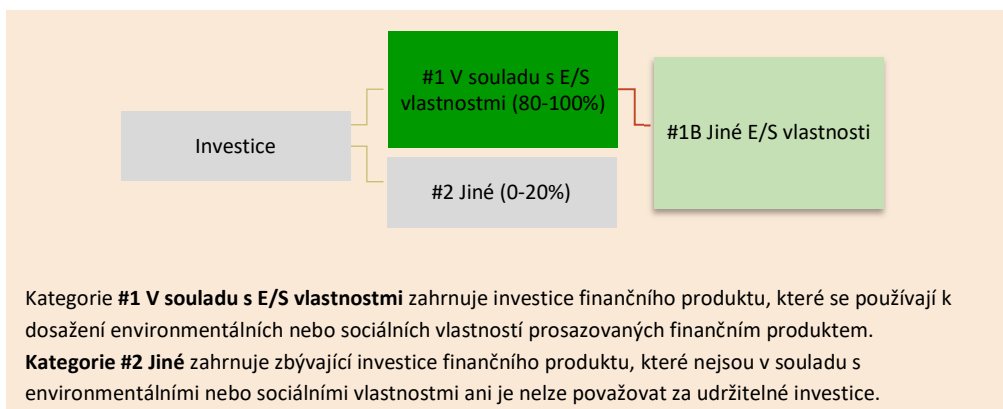 #1 V souladu s E/S
vlastnostmi (80-100%)
#1B Jiné E/S vlastnosti
Investice
#2 Jiné (0-20%)
Kategorie #1 V souladu s E/S vlastnostmi zahrnuje investice finančního produktu, které se používají k
dosažení environmentálních nebo sociálních vlastností prosazovaných finančním produktem.
Kategorie #2 Jiné zahrnuje zbývající investice finančního produktu, které nejsou v souladu s
environmentálními nebo sociálními vlastnostmi ani je nelze považovat za udržitelné investice.